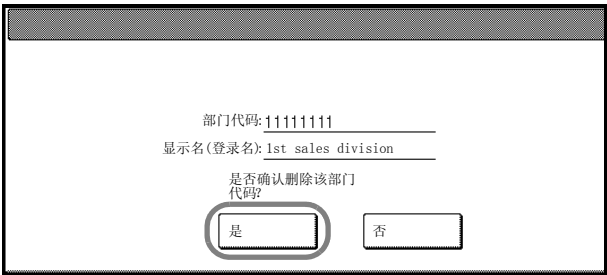 部门代码:11111111
显示名(登录名):1st sales division
是否确认删除该部门
代码?
是 否